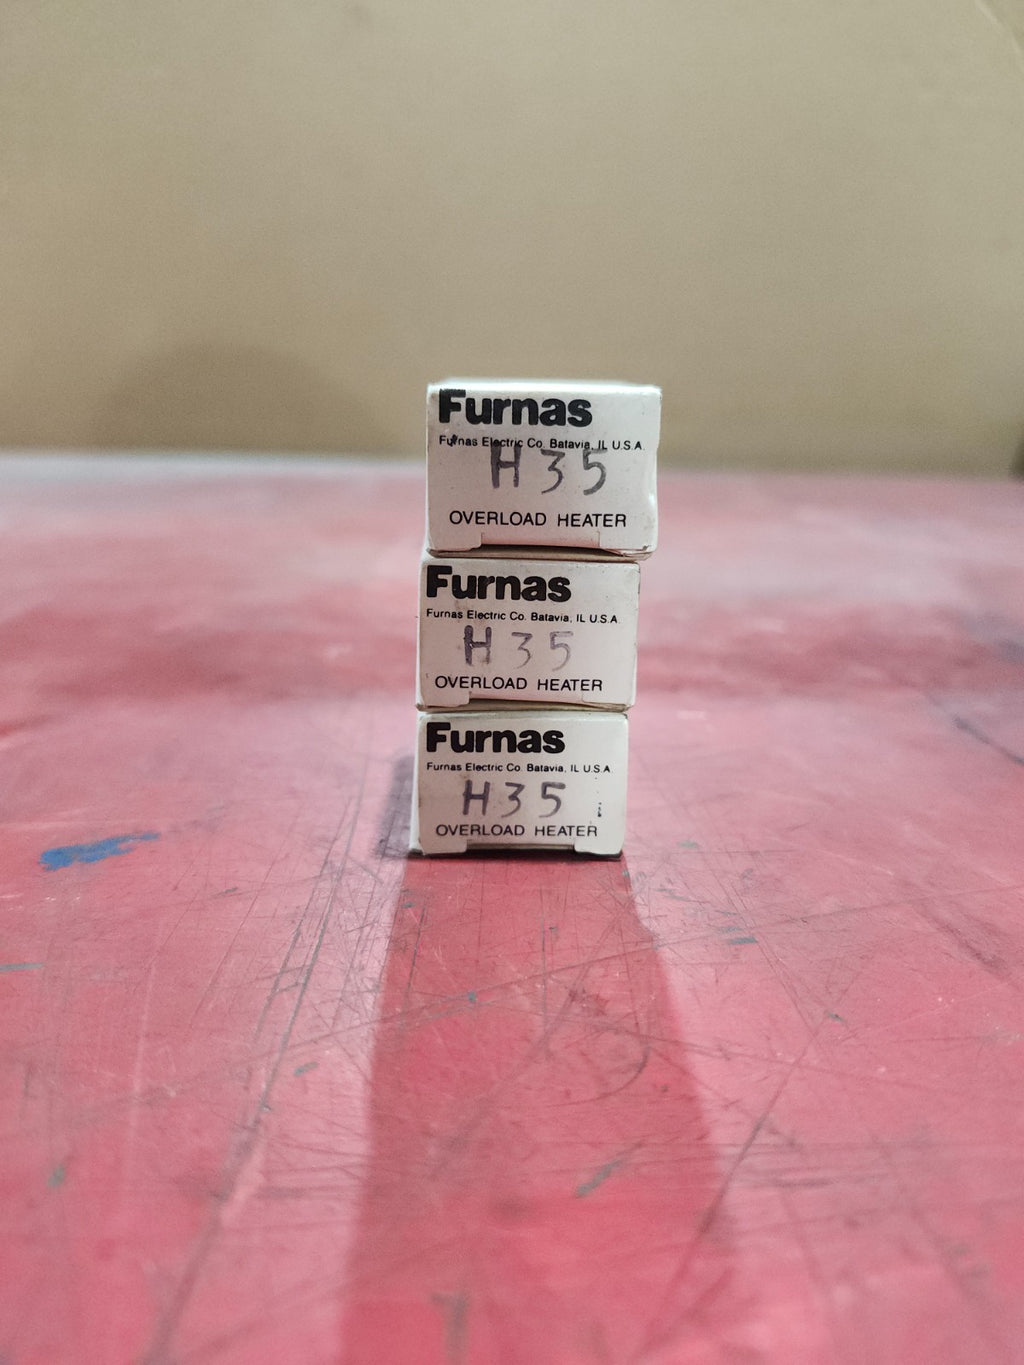 Furnas
Furnas Electric Co. Batavia, IL U.S.A.
H35
OVERLOAD HEATER
Furnas
Furnas Electric Co. Batavia, IL U.S.A.
H35
OVERLOAD HEATER
Furnas
Furnas Electric Co. Batavia, IL U.S.A.
H35
OVERLOAD HEATER